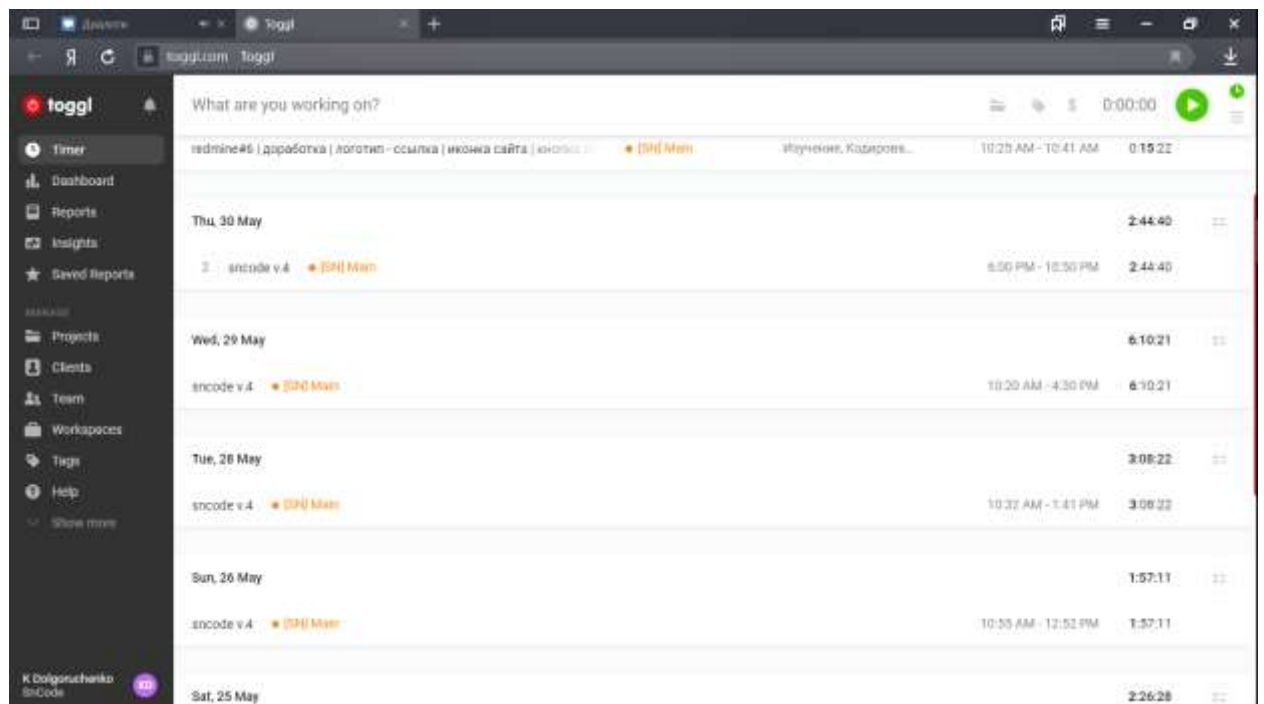 Toggl
Я toggl.com Toggl
toggl
What are you working on? $ 0:00:00
Timer
redmine#6 | доработка | логотип - ссылка | иконка сайта | кнопка [SN] Main Изучение, Кодирова... 10:25 AM - 10:41 AM 0:15:22
Dashboard
Reports
Thu, 30 May 2:44:40
Insights
2 sncode v.4 [SN] Main 6:00 PM - 10:50 PM 2:44:40
Saved Reports
MANAGE
Projects
Wed, 29 May 6:10:21
Clients
sncode v.4 [SN] Main 10:20 AM - 4:30 PM 6:10:21
Team
Workspaces
Tags
Tue, 28 May 3:08:22
Help
sncode v.4 [SN] Main 10:32 AM - 1:41 PM 3:08:22
Show more
Sun, 26 May 1:57:11
sncode v.4 [SN] Main 10:55 AM - 12:52 PM 1:57:11
K Dolgoruchenko
SnCode
KD
Sat, 25 May 2:26:28